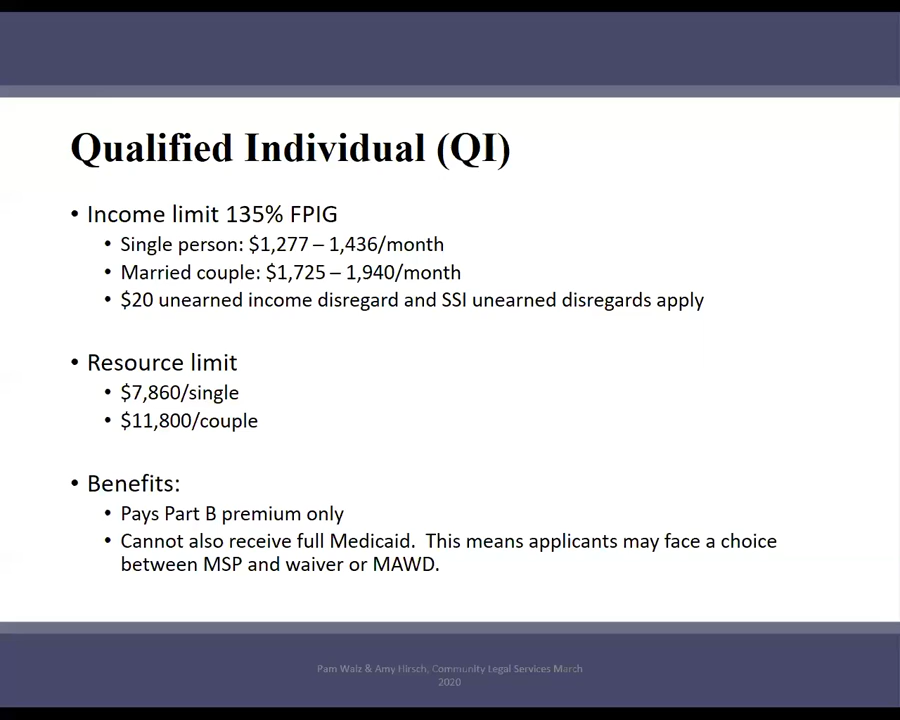 Qualified Individual (QI)
• Income limit 135% FPIG
• Single person: $1,277 – 1,436/month
• Married couple: $1,725 – 1,940/month
• $20 unearned income disregard and SSI unearned disregards apply
• Resource limit
• $7,860/single
• $11,800/couple
• Benefits:
• Pays Part B premium only
• Cannot also receive full Medicaid.  This means applicants may face a choice
between MSP and waiver or MAWD.
Pam Walz & Amy Hirsch, Community Legal Services March
2020